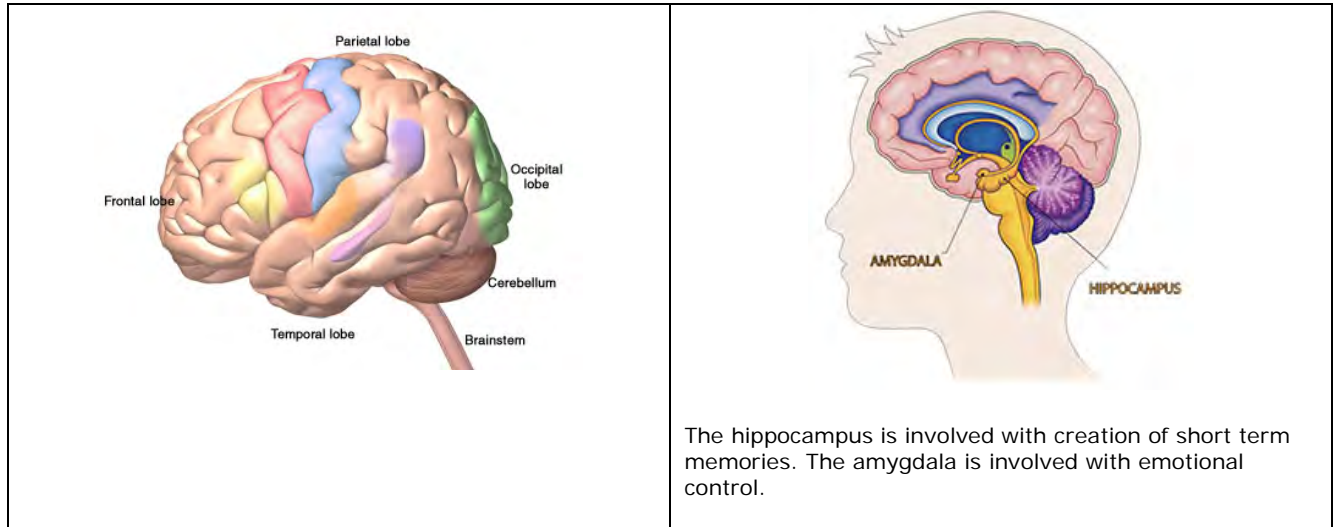 Parietal lobe
Occipital
lobe
Frontal lobe
Cerebellum
Temporal lobe
Brainstem
AMYGDALA
HIPPOCAMPUS
The hippocampus is involved with creation of short term
memories. The amygdala is involved with emotional
control.